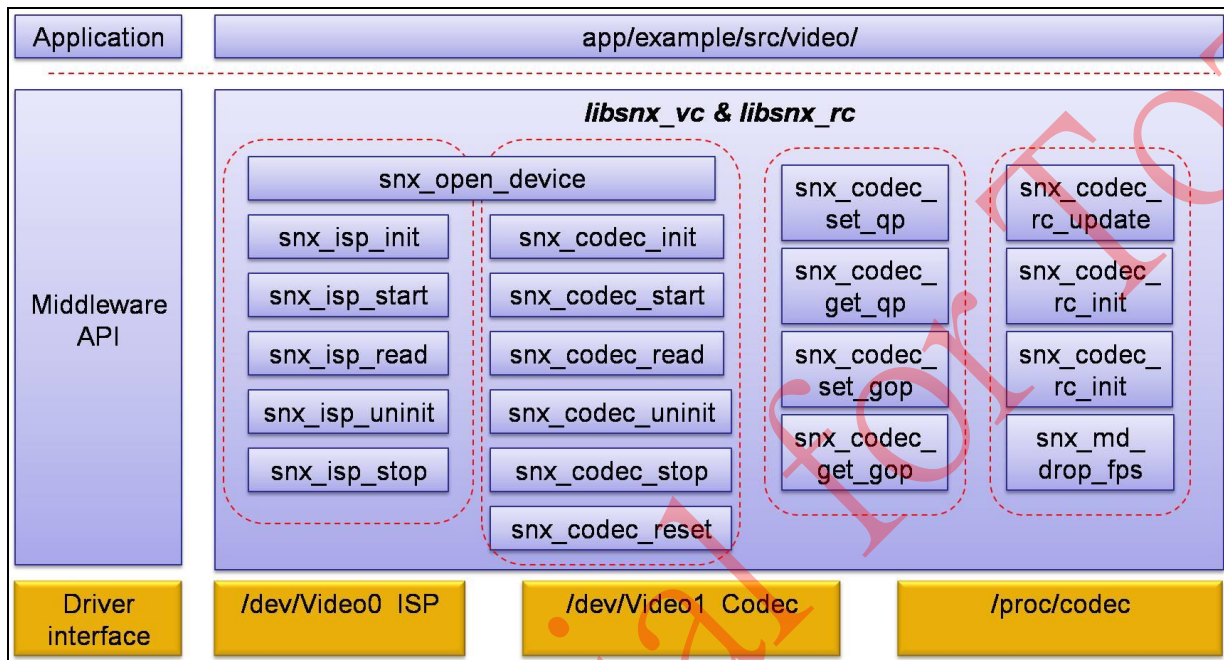 Application
app/example/src/video/
Middleware
API
libsnx_vc & libsnx_rc
snx_open_device
snx_isp_init
snx_isp_start
snx_isp_read
snx_isp_uninit
snx_isp_stop
snx_codec_init
snx_codec_start
snx_codec_read
snx_codec_uninit
snx_codec_stop
snx_codec_reset
snx_codec_
set_qp
snx_codec_
get_qp
snx_codec_
set_gop
snx_codec_
get_gop
snx_codec_
rc_update
snx_codec_
rc_init
snx_codec_
rc_init
snx_md_
drop_fps
Driver
interface
/dev/Video0 ISP
/dev/Video1 Codec
/proc/codec
for